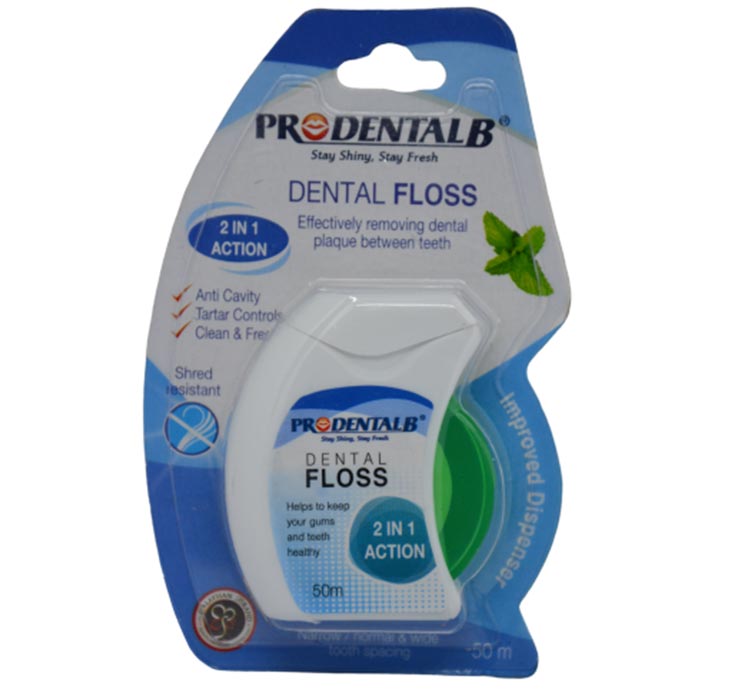 PRODENTALB®
Stay Shiny, Stay Fresh
DENTAL FLOSS
2 IN 1
ACTION
Effectively removing dental
plaque between teeth
Anti Cavity
Tartar Controls
Clean &
Shred
resistant
PRODENTALB®
Stay Shiny, Stay Fresh
DENTAL
FLOSS
Helps to keep
your gums
and teeth
healthy
2 IN 1
ACTION
50m
Improved Dispenser
Narrow / normal & wide
tooth spacing
50 m